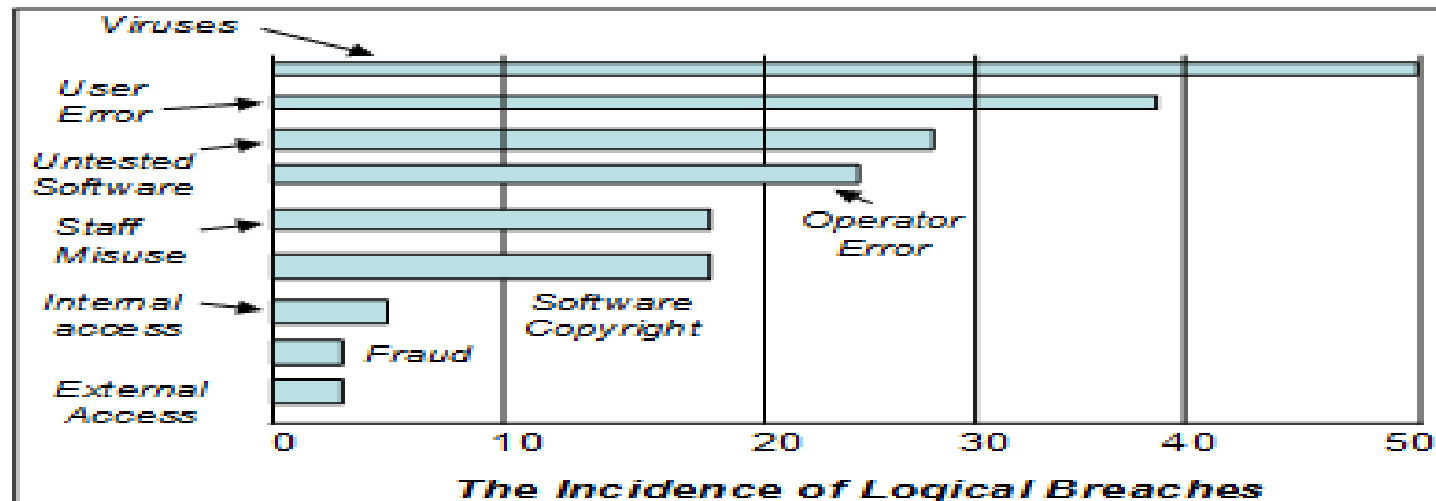 Viruses
User
Error
Untested
Software
Operator
Error
Staff
Misuse
Internal
access
Software
Copyright
Fraud
External
Access
0 10 20 30 40 50
The Incidence of Logical Breaches